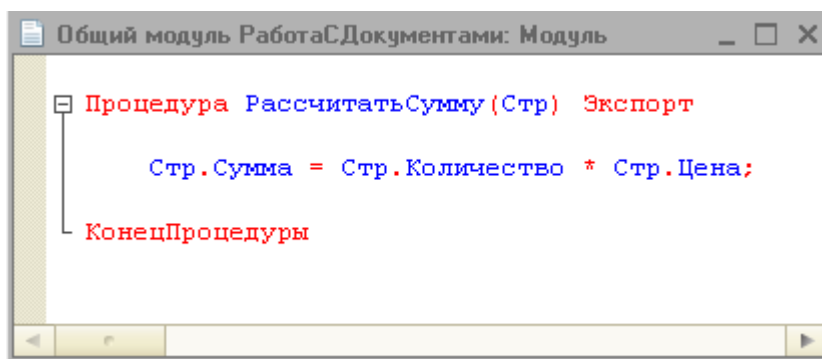 Общий модуль РаботаСДокументами: Модуль
Процедура РассчитатьСумму(Стр) Экспорт
Стр.Сумма = Стр.Количество * Стр.Цена;
КонецПроцедуры